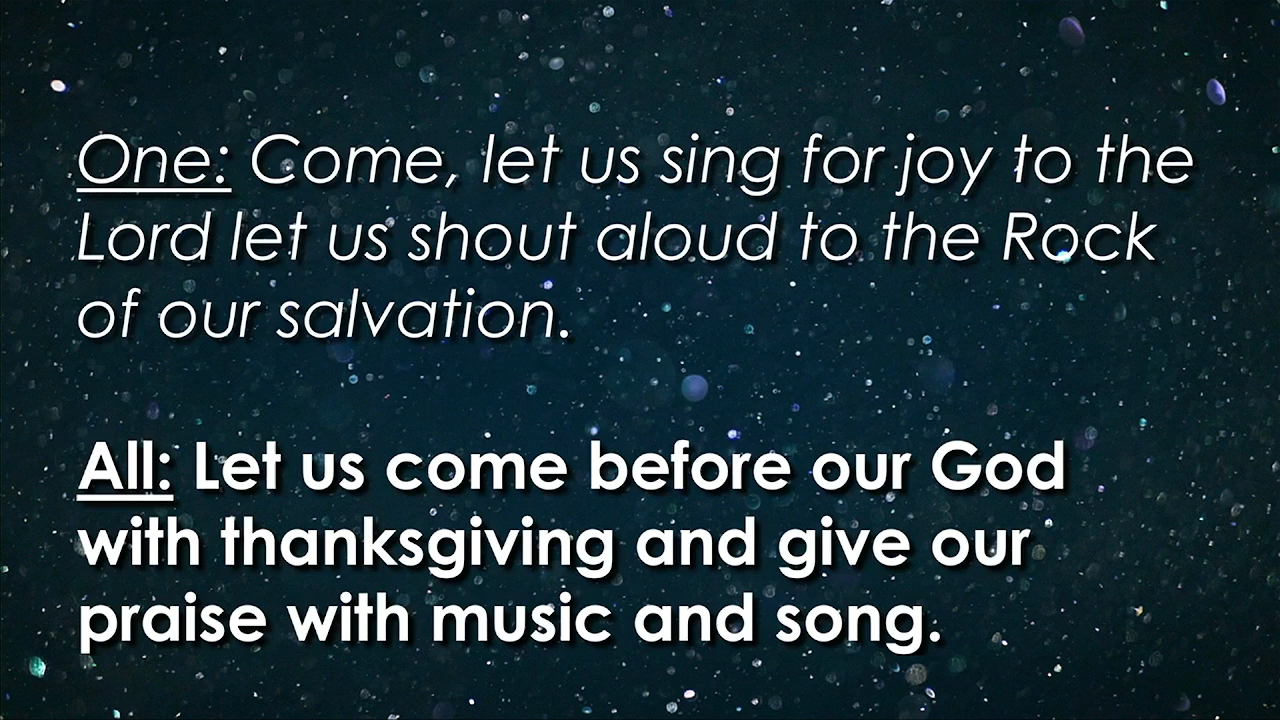 One: Come, let us sing for joy to the
Lord let us shout aloud to the Rock
of our salvation.
All: Let us come before our God
with thanksgiving and give our
praise with music and song.